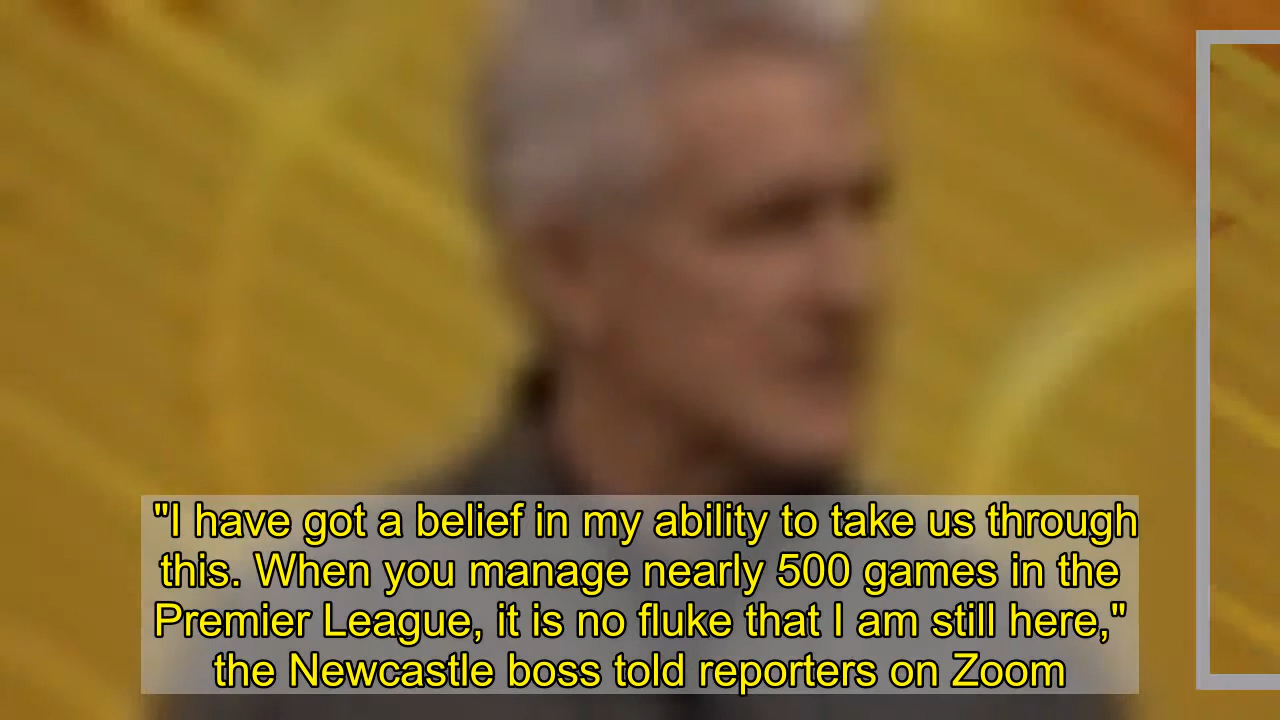 "I have got a belief in my ability to take us through
this. When you manage nearly 500 games in the
Premier League, it is no fluke that I am still here,"
the Newcastle boss told reporters on Zoom